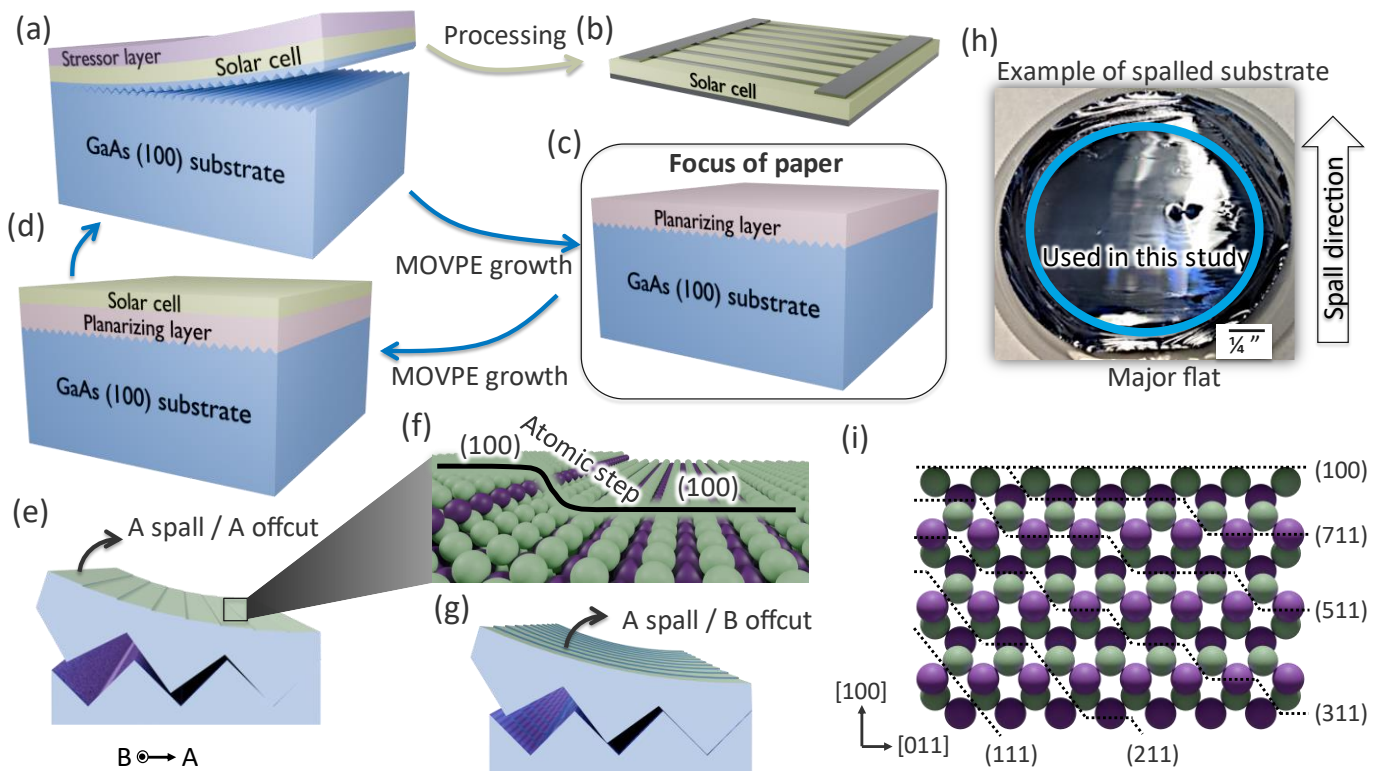 (a)
Stressor layer
Solar cell
GaAs (100) substrate
Processing
(b)
Solar cell
(c)
Focus of paper
Planarizing layer
GaAs (100) substrate
MOVPE growth
MOVPE growth
(d)
Solar cell
Planarizing layer
GaAs (100) substrate
(h)
Example of spalled substrate
Used in this study
¼ ”
Major flat
Spall direction
(e)
A spall / A offcut
B
A
(f)
(100)
Atomic step
(100)
(g)
A spall / B offcut
(i)
(100)
(711)
(511)
(311)
[100]
[011]
(111)
(211)